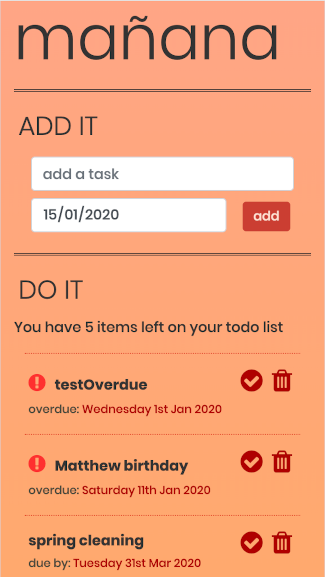 mañana
ADD IT
add a task
15/01/2020
add
DO IT
You have 5 items left on your todo list
testOverdue
overdue: Wednesday 1st Jan 2020
Matthew birthday
overdue: Saturday 11th Jan 2020
spring cleaning
due by: Tuesday 31st Mar 2020